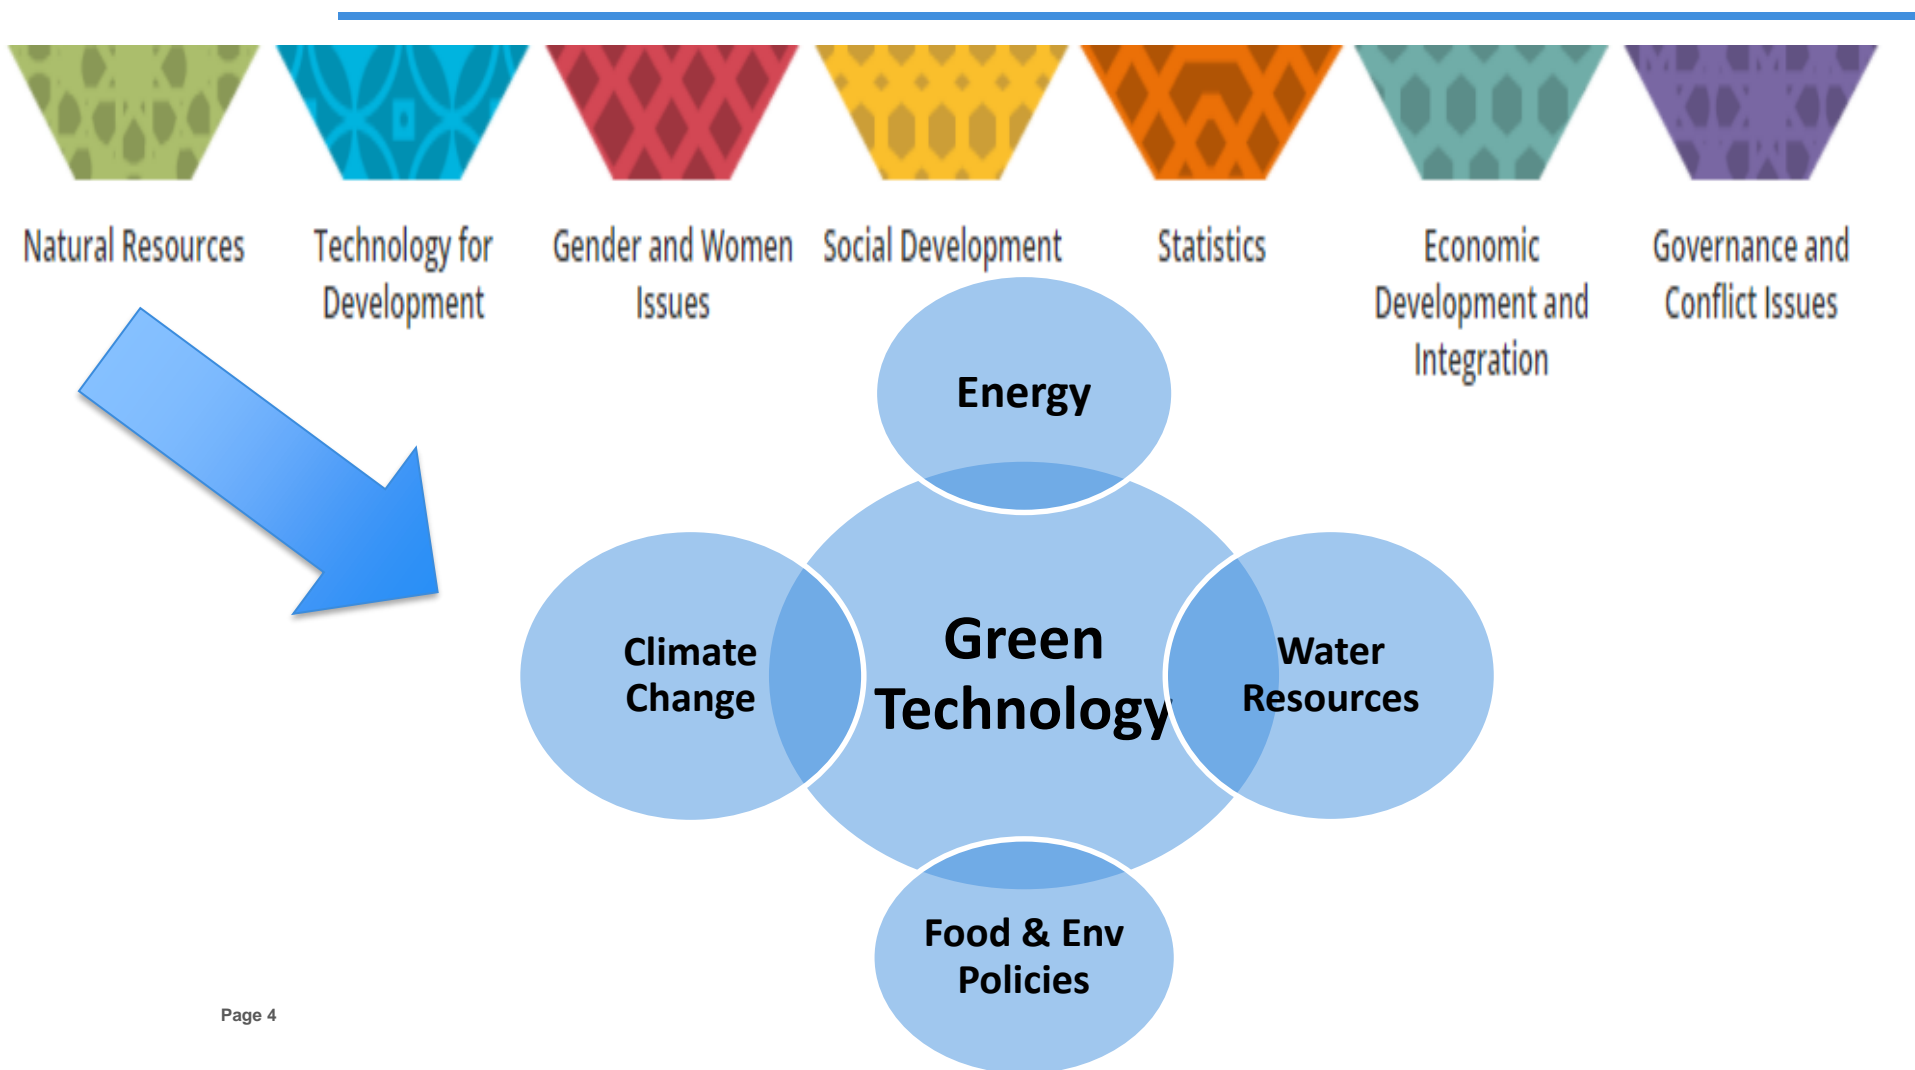 Natural Resources
Technology for
Development
Gender and Women
Issues
Social Development
Statistics
Economic
Development and
Integration
Governance and
Conflict Issues
Energy
Climate
Change
Green
Technology
Water
Resources
Food & Env
Policies
Page 4